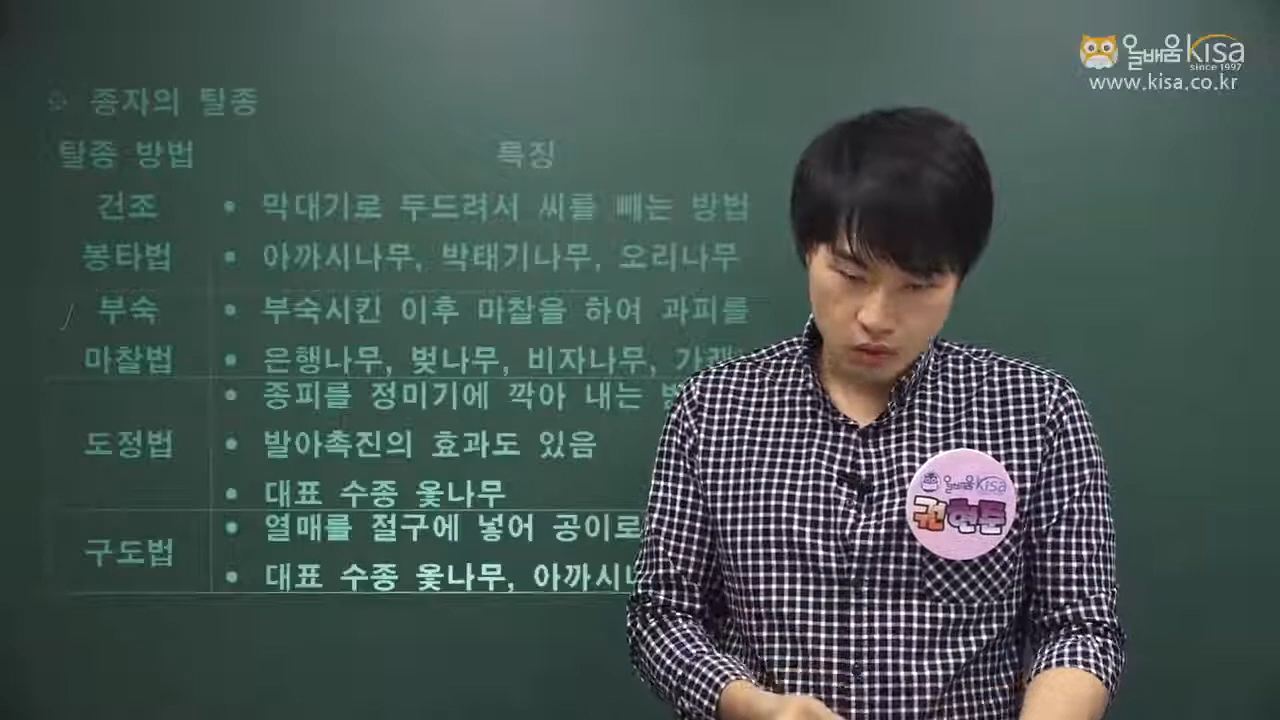 올배움kisa
since 1997
www.kisa.co.kr
※ 종자의 탈종
탈종 방법 특징
건조 • 막대기로 두드려서 씨를 빼는 방법
봉타법 • 아까시나무, 박태기나무, 오리나무
부숙 • 부숙시킨 이후 마찰을 하여 과피를
마찰법 • 은행나무, 벚나무, 비자나무,
• 종피를 정미기에 깍아 내는
도정법 • 발아촉진의 효과도 있음
• 대표 수종 옻나무
• 열매를 절구에 넣어 공이로
구도법
• 대표 수종 옻나무, 아까시
올배움kisa
권현준